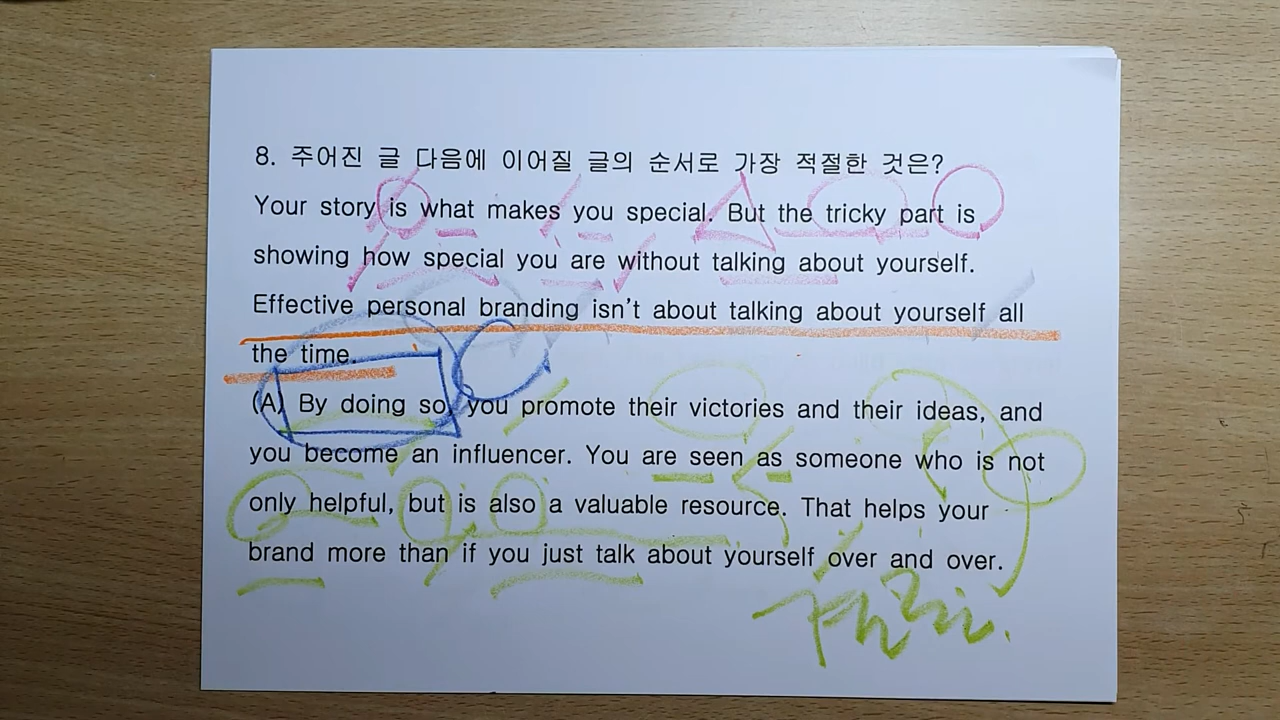 8. 주어진 글 다음에 이어질 글의 순서로 가장 적절한 것은?
Your story is what makes you special. But the tricky part is
showing how special you are without talking about yourself.
Effective personal branding isn't about talking about yourself all
the time.
(A) By doing so, you promote their victories and their ideas, and
you become an influencer. You are seen as someone who is not
only helpful, but is also a valuable resource. That helps your
brand more than if you just talk about yourself over and over.